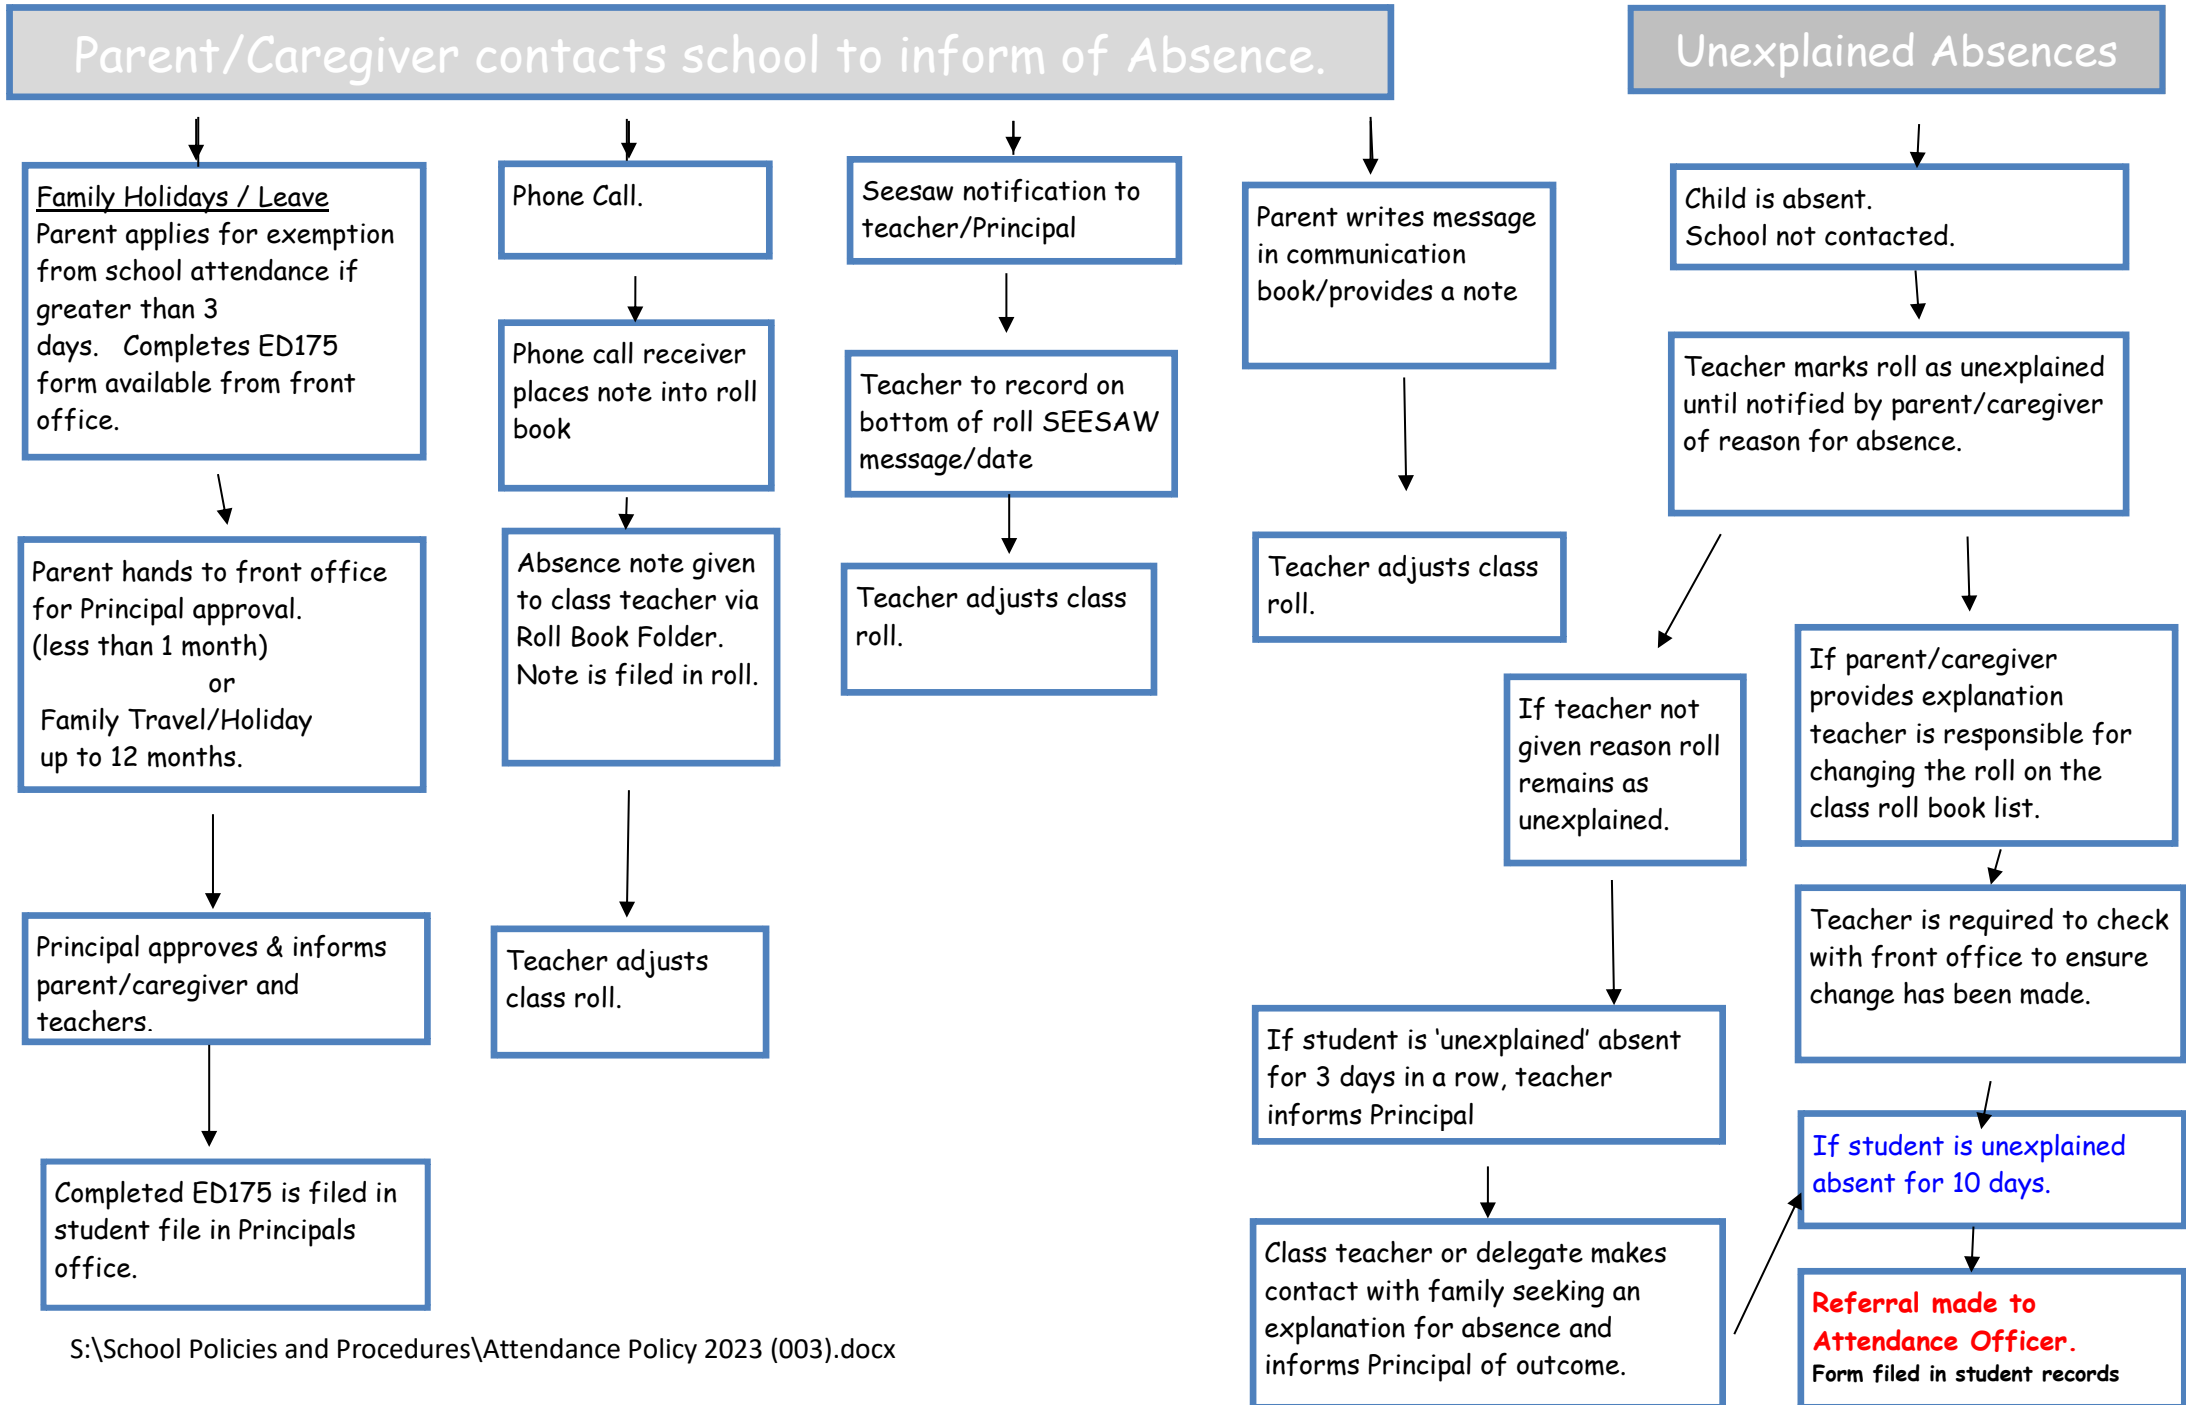 Parent/Caregiver contacts school to inform of Absence.
Unexplained Absences
Family Holidays / Leave
Parent applies for exemption
from school attendance if
greater than 3
days. Completes ED175
form available from front
office.
Parent hands to front office
for Principal approval.
(less than 1 month)
or
Family Travel/Holiday
up to 12 months.
Principal approves & informs
parent/caregiver and
teachers.
Completed ED175 is filed in
student file in Principals
office.
Phone Call.
Phone call receiver
places note into roll
book
Absence note given
to class teacher via
Roll Book Folder.
Note is filed in roll.
Teacher adjusts
class roll.
Seesaw notification to
teacher/Principal
Teacher to record on
bottom of roll SEESAW
message/date
Teacher adjusts class
roll.
Parent writes message
in communication
book/provides a note
Teacher adjusts class
roll.
Child is absent.
School not contacted.
Teacher marks roll as unexplained
until notified by parent/caregiver
of reason for absence.
If teacher not
given reason roll
remains as
unexplained.
If student is ‘unexplained’ absent
for 3 days in a row, teacher
informs Principal
Class teacher or delegate makes
contact with family seeking an
explanation for absence and
informs Principal of outcome.
If parent/caregiver
provides explanation
teacher is responsible for
changing the roll on the
class roll book list.
Teacher is required to check
with front office to ensure
change has been made.
If student is unexplained
absent for 10 days.
Referral made to
Attendance Officer.
Form filed in student records
S:\School Policies and Procedures\Attendance Policy 2023 (003).docx